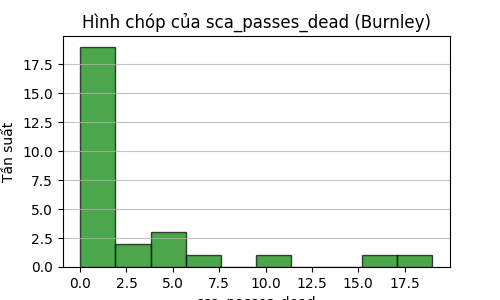 Hình chóp của sca_passes_dead (Burnley)
Tần suất
17.5
15.0
12.5
10.0
7.5
5.0
2.5
0.0
0.0 2.5 5.0 7.5 10.0 12.5 15.0 17.5
sca_passes_dead